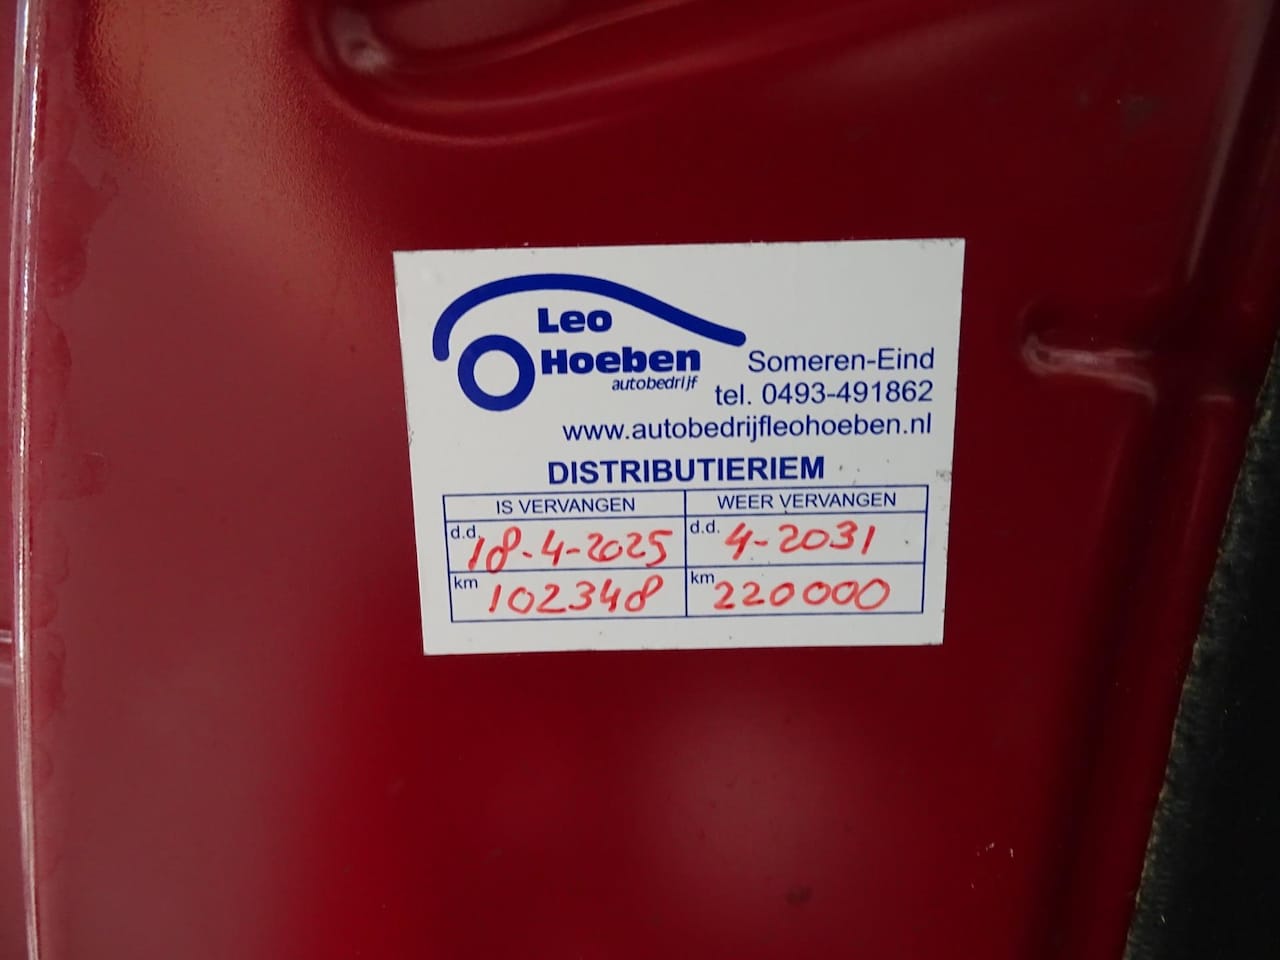 Leo
Hoeben
autobedrijf
Someren-Eind
tel. 0493-491862
www.autobedrijfleohoeben.nl
DISTRIBUTIERIEM
IS VERVANGEN WEER VERVANGEN
d.d. 18-4-2025 d.d. 4-2031
km 102348 km 220000